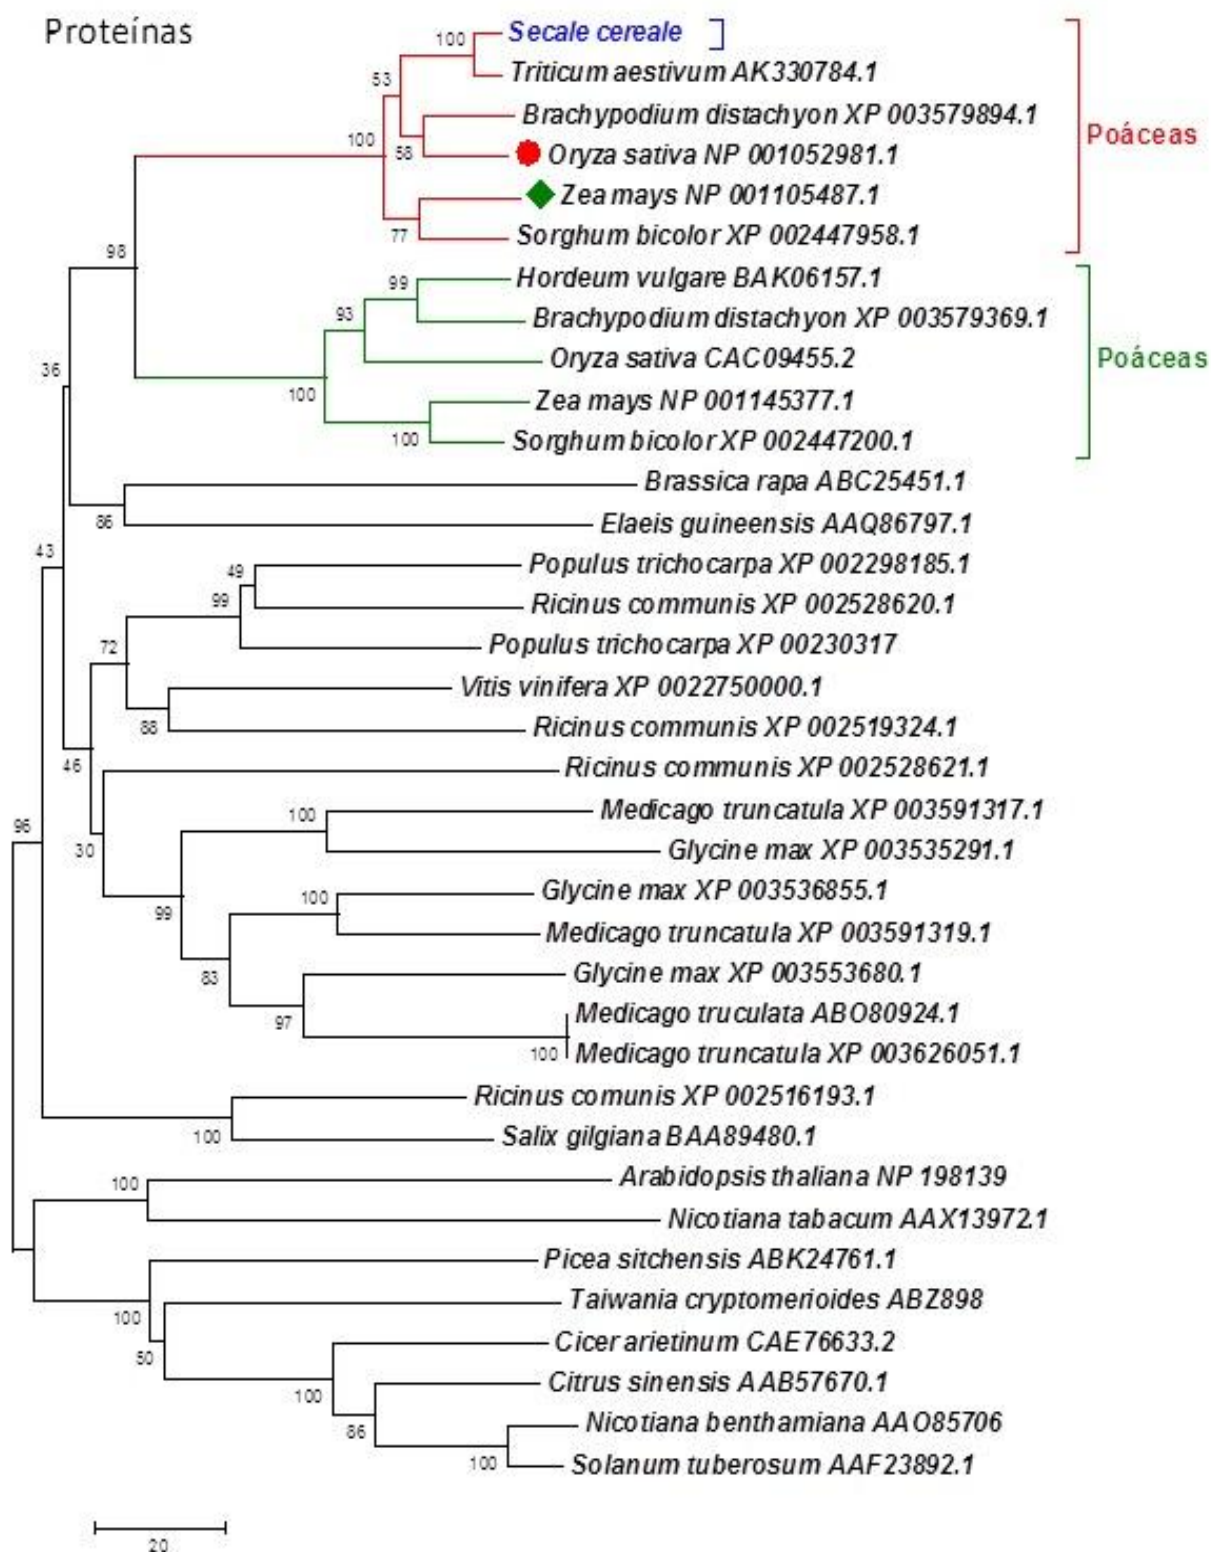 Proteínas
100
Secale cereale
Triticum aestivum AK330784.1
53
Brachypodium distachyon XP 003579894.1
100
58
Oryza sativa NP 001052981.1
Poáceas
Zea mays NP 001105487.1
77
Sorghum bicolor XP 002447958.1
98
99
Hordeum vulgare BAK06157.1
93
Brachypodium distachyon XP 003579369.1
Oryza sativa CAC09455.2
Poáceas
36
100
Zea mays NP 001145377.1
100
Sorghum bicolor XP 002447200.1
Brassica rapa ABC25451.1
86
Elaeis guineensis AAQ86797.1
43
49
Populus trichocarpa XP 002298185.1
99
Ricinus communis XP 002528620.1
72
Populus trichocarpa XP 00230317
Vitis vinifera XP 0022750000.1
88
Ricinus communis XP 002519324.1
46
Ricinus communis XP 002528621.1
96
100
Medicago truncatula XP 003591317.1
30
Glycine max XP 003535291.1
100
Glycine max XP 003536855.1
99
Medicago truncatula XP 003591319.1
83
Glycine max XP 003553680.1
97
Medicago truculata ABO80924.1
100
Medicago truncatula XP 003626051.1
Ricinus comunis XP 002516193.1
100
Salix gilgiana BAA89480.1
100
Arabidopsis thaliana NP 198139
Nicotiana tabacum AAX13972.1
Picea sitchensis ABK24761.1
100
Taiwania cryptomerioides ABZ898
50
Cicer arietinum CAE76633.2
100
Citrus sinensis AAB57670.1
86
Nicotiana benthamiana AAO85706
100
Solanum tuberosum AAF23892.1
20